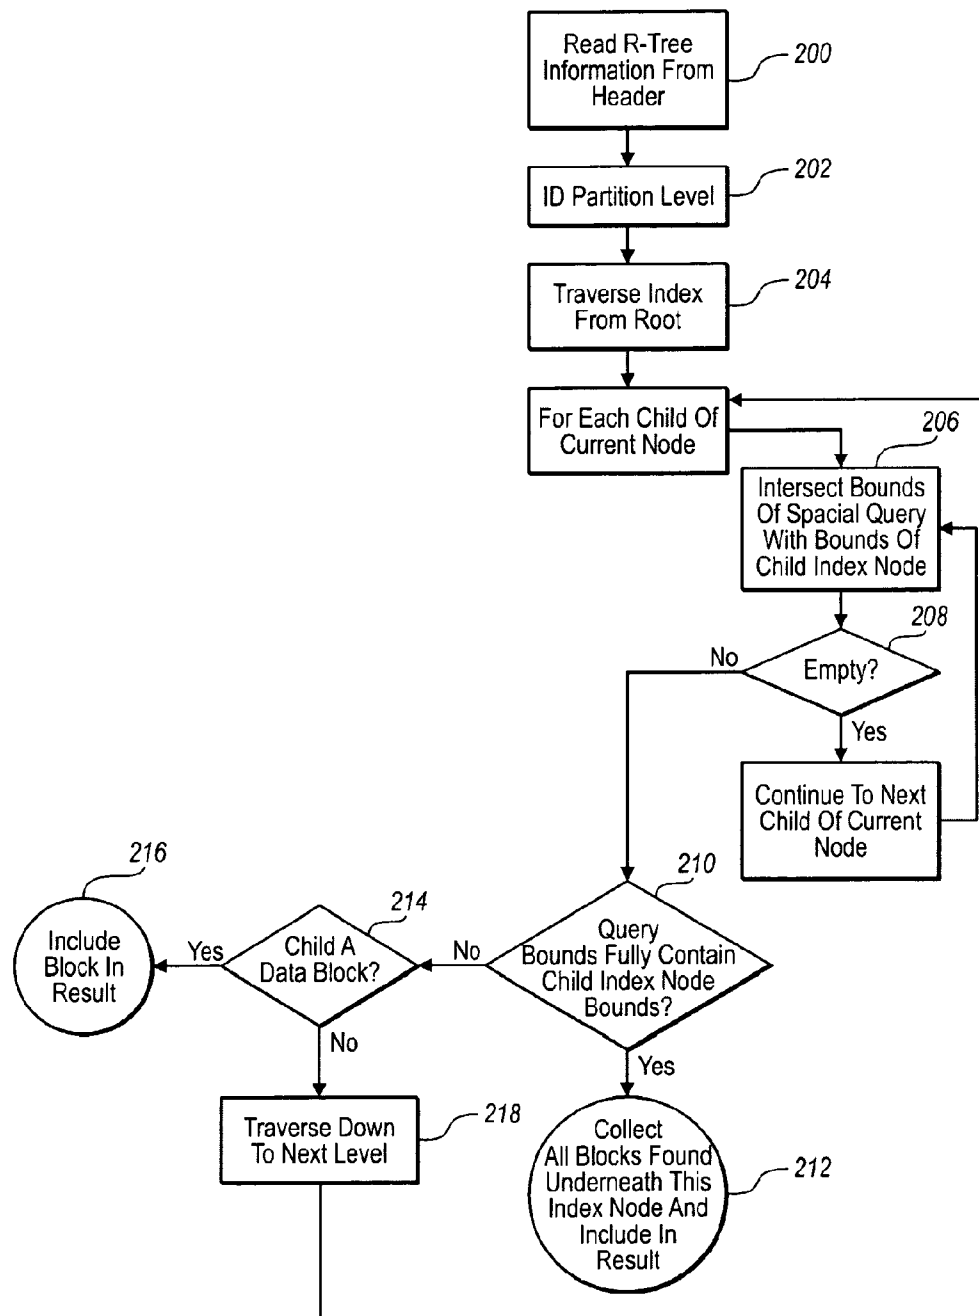 Read R-Tree
Information From
Header
200
ID Partition Level
202
Traverse Index
From Root
204
For Each Child Of
Current Node
206
Intersect Bounds
Of Spacial Query
With Bounds Of
Child Index Node
208
Empty?
No
Yes
Continue To Next
Child Of Current
Node
210
Query
Bounds Fully Contain
Child Index Node
Bounds?
No
Yes
214
Child A
Data Block?
Yes
No
216
Include
Block In
Result
Traverse Down
To Next Level
218
Collect
All Blocks Found
Underneath This
Index Node And
Include In
Result
212